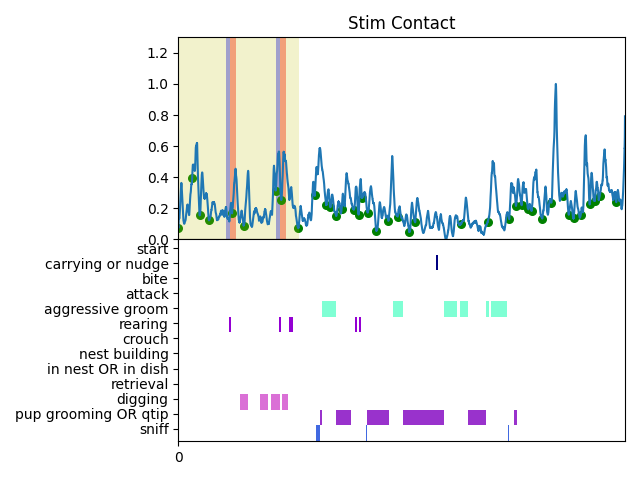 Stim Contact
1.2
1.0
0.8
0.6
0.4
0.2
0.0
start
carrying or nudge
bite
attack
aggressive groom
rearing
crouch
nest building
in nest OR in dish
retrieval
digging
pup grooming OR qtip
sniff
0